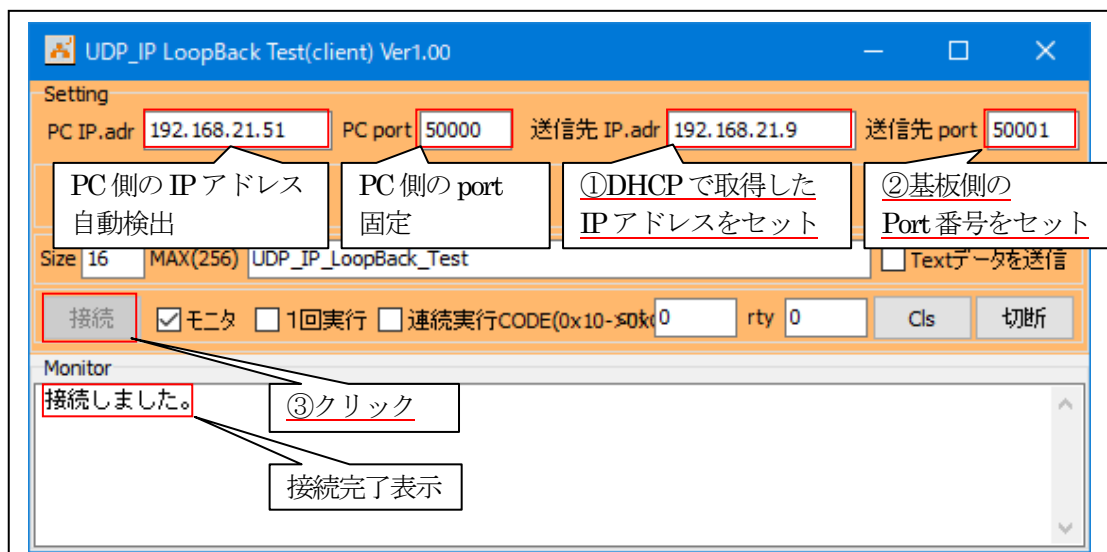 UDP_IP LoopBack Test(client) Ver1.00
Setting
PC IP.adr 192.168.21.51 PC port 50000 送信先 IP.adr 192.168.21.9 送信先 port 50001
PC 側の IP アドレス
自動検出
PC 側の port
固定
①DHCP で取得した
IP アドレスをセット
②基板側の
Port 番号をセット
Size 16 MAX(256) UDP_IP_LoopBack_Test Textデータを送信
接続 モニタ 1回実行 連続実行CODE(0x10- 0 rty 0 Cls 切断
Monitor
接続しました。
③クリック
接続完了表示